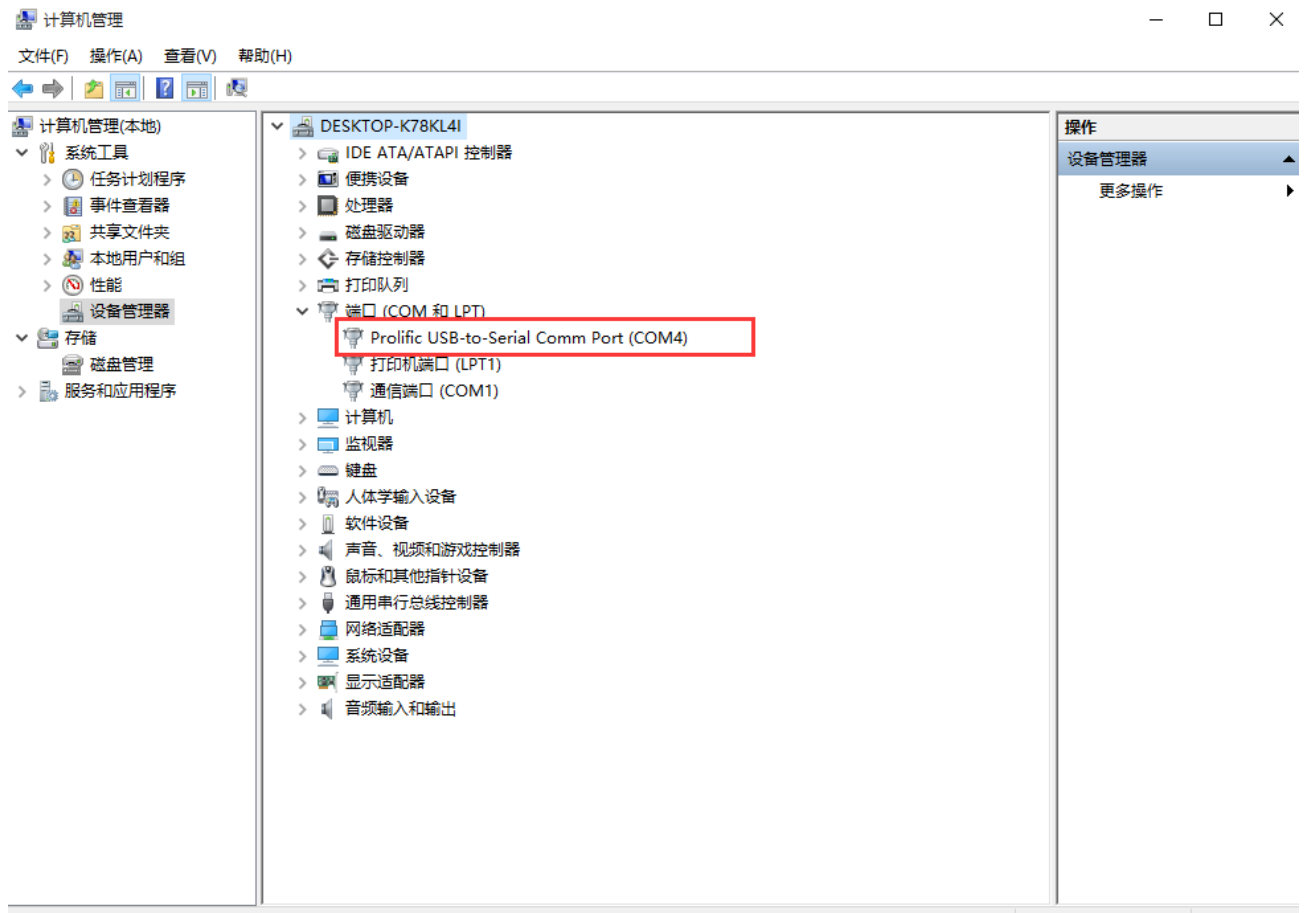 计算机管理
文件(F) 操作(A) 查看(V) 帮助(H)
计算机管理(本地)
系统工具
任务计划程序
事件查看器
共享文件夹
本地用户和组
性能
设备管理器
存储
磁盘管理
服务和应用程序
DESKTOP-K78KL4I
IDE ATA/ATAPI 控制器
便携设备
处理器
磁盘驱动器
存储控制器
打印队列
端口 (COM 和 LPT)
Prolific USB-to-Serial Comm Port (COM4)
打印机端口 (LPT1)
通信端口 (COM1)
计算机
监视器
键盘
人体学输入设备
软件设备
声音、视频和游戏控制器
鼠标和其他指针设备
通用串行总线控制器
网络适配器
系统设备
显示适配器
音频输入和输出
操作
设备管理器
更多操作